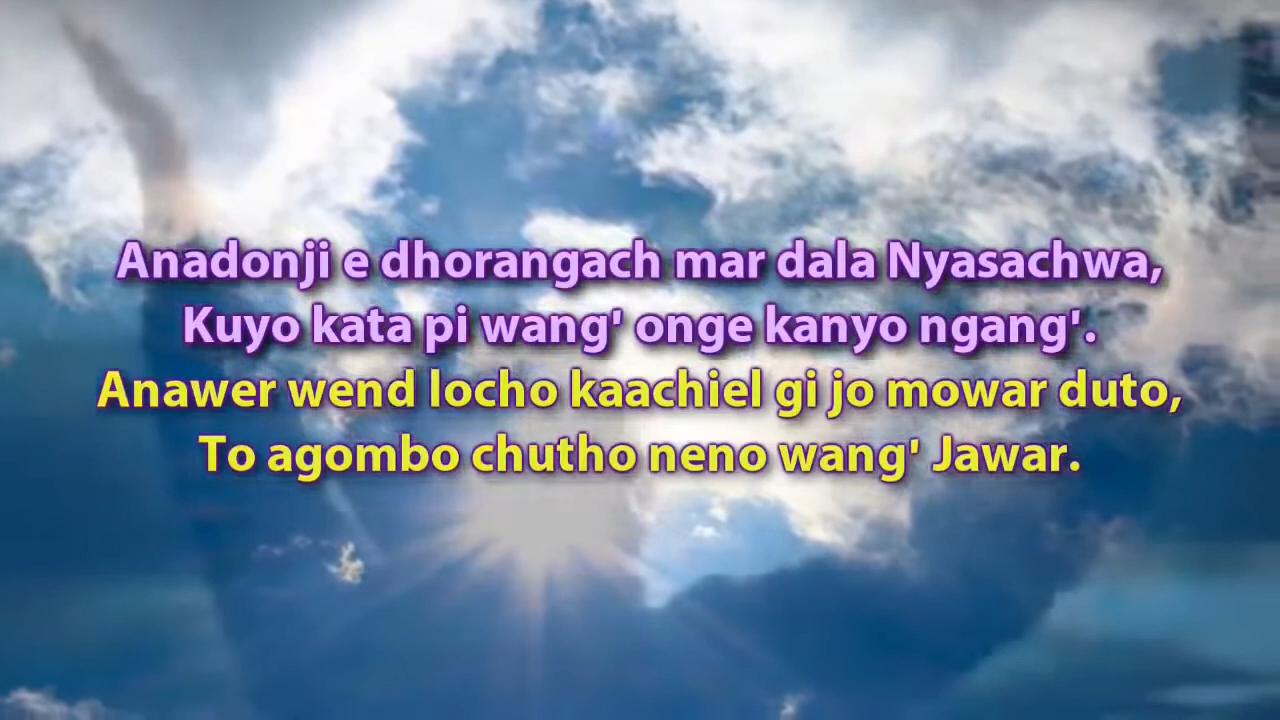 Anadonji e dhorangach mar dala Nyasachwa,
Kuyo kata pi wang' onge kanyo ngang'.
Anawer wend locho kaachiel gi jo mowar duto,
To agombo chutho neno wang' Jawar.